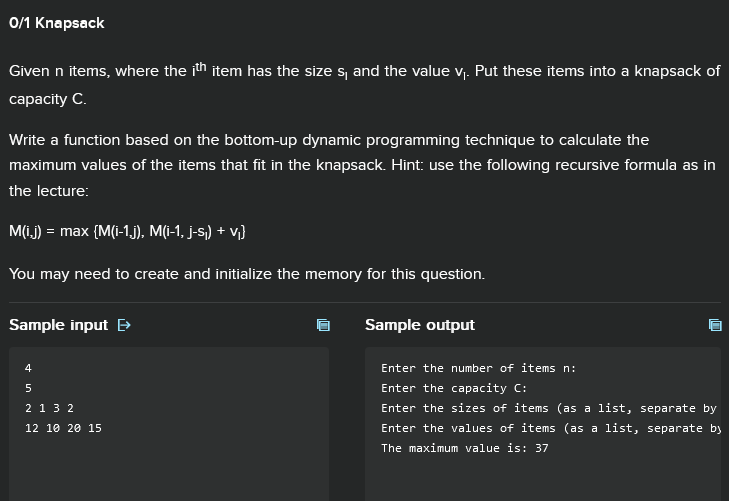 0/1 Knapsack
Given n items, where the i^th item has the size s_i and the value v_i. Put these items into a knapsack of
capacity C.
Write a function based on the bottom-up dynamic programming technique to calculate the
maximum values of the items that fit in the knapsack. Hint: use the following recursive formula as in
the lecture:
M(i,j) = max {M(i-1,j), M(i-1, j-s_i) + v_i}
You may need to create and initialize the memory for this question.
Sample input
4
5
2 1 3 2
12 10 20 15
Sample output
Enter the number of items n:
Enter the capacity C:
Enter the sizes of items (as a list, separate by
Enter the values of items (as a list, separate by
The maximum value is: 37